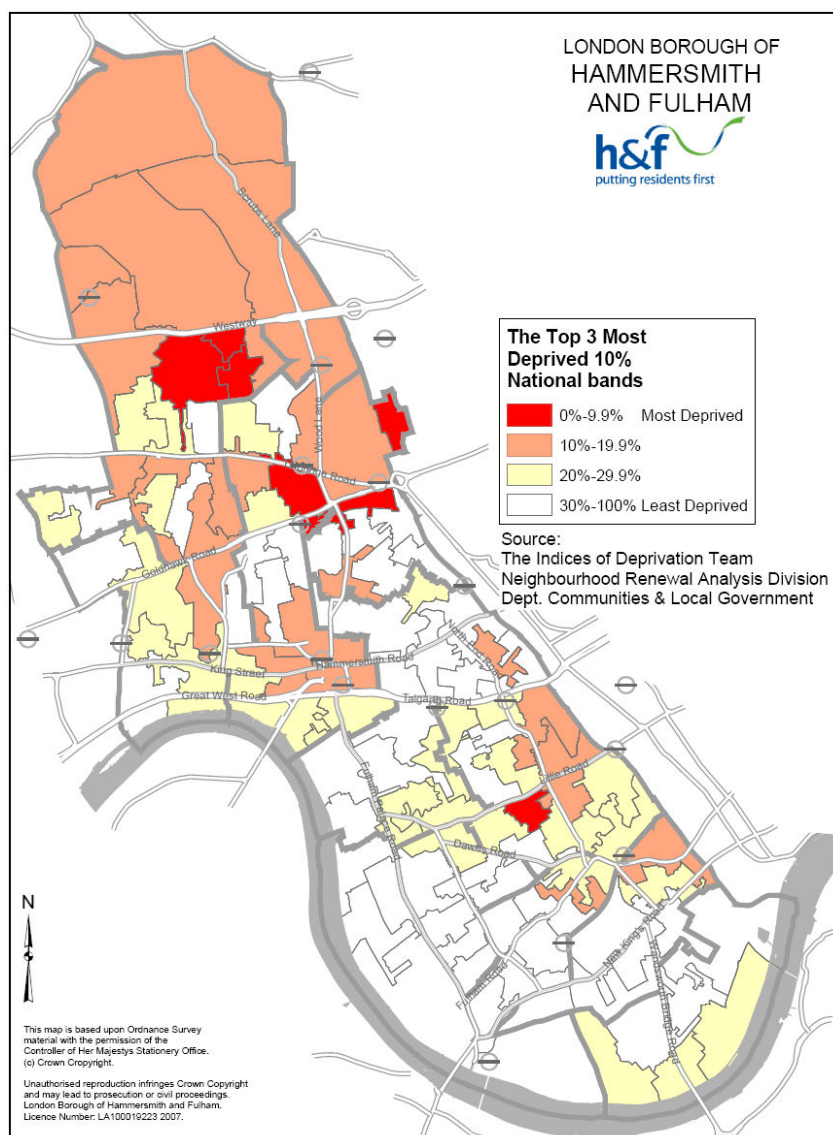 LONDON BOROUGH OF
HAMMERSMITH
AND FULHAM
h&f
putting residents first
Scrubs Lane
Westway
Wood Lane
The Top 3 Most
Deprived 10%
National bands
0%-9.9% Most Deprived
10%-19.9%
20%-29.9%
30%-100% Least Deprived
Source:
The Indices of Deprivation Team
Neighbourhood Renewal Analysis Division
Dept. Communities & Local Government
Uxbridge Road
Goldhawk Road
North End Road
King Street
Hammersmith Road
Great West Road
Talgarth Road
Lillie Road
Fulham Palace Road
Dawes Road
New King's Road
Fulham Road
Wandsworth Bridge Road
N
This map is based upon Ordnance Survey
material with the permission of the
Controller of Her Majestys Stationery Office.
(c) Crown Cropyright.
Unauthorised reproduction infringes Crown Copyright
and may lead to prosecution or civil proceedings.
London Borough of Hammersmith and Fulham.
Licence Number: LA100019223 2007.